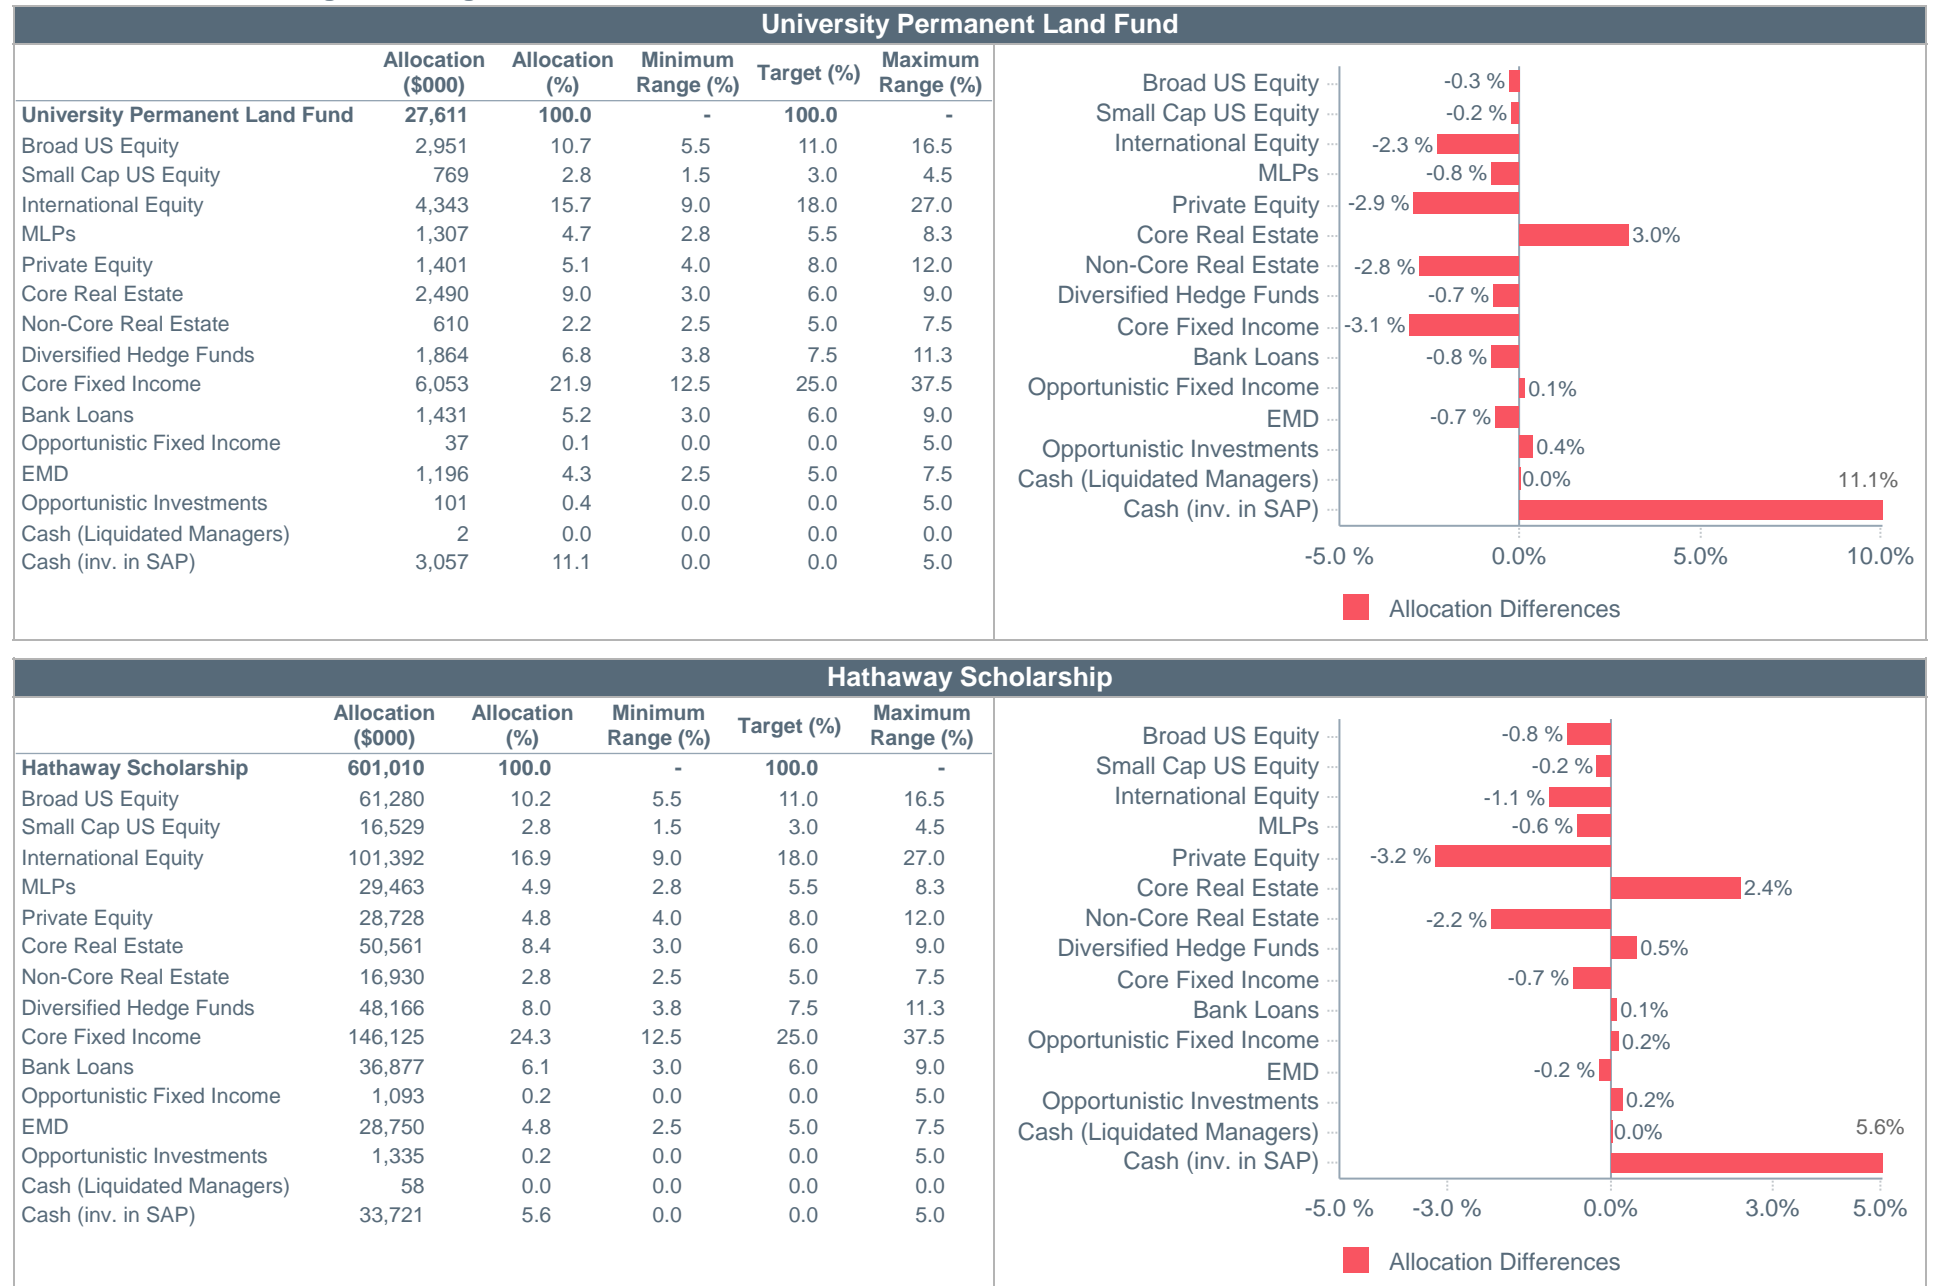 University Permanent Land Fund
Allocation ($000) Allocation (%) Minimum Range (%) Target (%) Maximum Range (%)
University Permanent Land Fund 27,611 100.0 - 100.0 -
Broad US Equity 2,951 10.7 5.5 11.0 16.5
Small Cap US Equity 769 2.8 1.5 3.0 4.5
International Equity 4,343 15.7 9.0 18.0 27.0
MLPs 1,307 4.7 2.8 5.5 8.3
Private Equity 1,401 5.1 4.0 8.0 12.0
Core Real Estate 2,490 9.0 3.0 6.0 9.0
Non-Core Real Estate 610 2.2 2.5 5.0 7.5
Diversified Hedge Funds 1,864 6.8 3.8 7.5 11.3
Core Fixed Income 6,053 21.9 12.5 25.0 37.5
Bank Loans 1,431 5.2 3.0 6.0 9.0
Opportunistic Fixed Income 37 0.1 0.0 0.0 5.0
EMD 1,196 4.3 2.5 5.0 7.5
Opportunistic Investments 101 0.4 0.0 0.0 5.0
Cash (Liquidated Managers) 2 0.0 0.0 0.0 0.0
Cash (inv. in SAP) 3,057 11.1 0.0 0.0 5.0
Broad US Equity -0.3 %
Small Cap US Equity -0.2 %
International Equity -2.3 %
MLPs -0.8 %
Private Equity -2.9 %
Core Real Estate 3.0%
Non-Core Real Estate -2.8 %
Diversified Hedge Funds -0.7 %
Core Fixed Income -3.1 %
Bank Loans -0.8 %
Opportunistic Fixed Income 0.1%
EMD -0.7 %
Opportunistic Investments 0.4%
Cash (Liquidated Managers) 0.0%
Cash (inv. in SAP) 11.1%
-5.0 % 0.0% 5.0% 10.0%
Allocation Differences
Hathaway Scholarship
Allocation ($000) Allocation (%) Minimum Range (%) Target (%) Maximum Range (%)
Hathaway Scholarship 601,010 100.0 - 100.0 -
Broad US Equity 61,280 10.2 5.5 11.0 16.5
Small Cap US Equity 16,529 2.8 1.5 3.0 4.5
International Equity 101,392 16.9 9.0 18.0 27.0
MLPs 29,463 4.9 2.8 5.5 8.3
Private Equity 28,728 4.8 4.0 8.0 12.0
Core Real Estate 50,561 8.4 3.0 6.0 9.0
Non-Core Real Estate 16,930 2.8 2.5 5.0 7.5
Diversified Hedge Funds 48,166 8.0 3.8 7.5 11.3
Core Fixed Income 146,125 24.3 12.5 25.0 37.5
Bank Loans 36,877 6.1 3.0 6.0 9.0
Opportunistic Fixed Income 1,093 0.2 0.0 0.0 5.0
EMD 28,750 4.8 2.5 5.0 7.5
Opportunistic Investments 1,335 0.2 0.0 0.0 5.0
Cash (Liquidated Managers) 58 0.0 0.0 0.0 0.0
Cash (inv. in SAP) 33,721 5.6 0.0 0.0 5.0
Broad US Equity -0.8 %
Small Cap US Equity -0.2 %
International Equity -1.1 %
MLPs -0.6 %
Private Equity -3.2 %
Core Real Estate 2.4%
Non-Core Real Estate -2.2 %
Diversified Hedge Funds 0.5%
Core Fixed Income -0.7 %
Bank Loans 0.1%
Opportunistic Fixed Income 0.2%
EMD -0.2 %
Opportunistic Investments 0.2%
Cash (Liquidated Managers) 0.0%
Cash (inv. in SAP) 5.6%
-5.0 % -3.0 % 0.0% 3.0% 5.0%
Allocation Differences